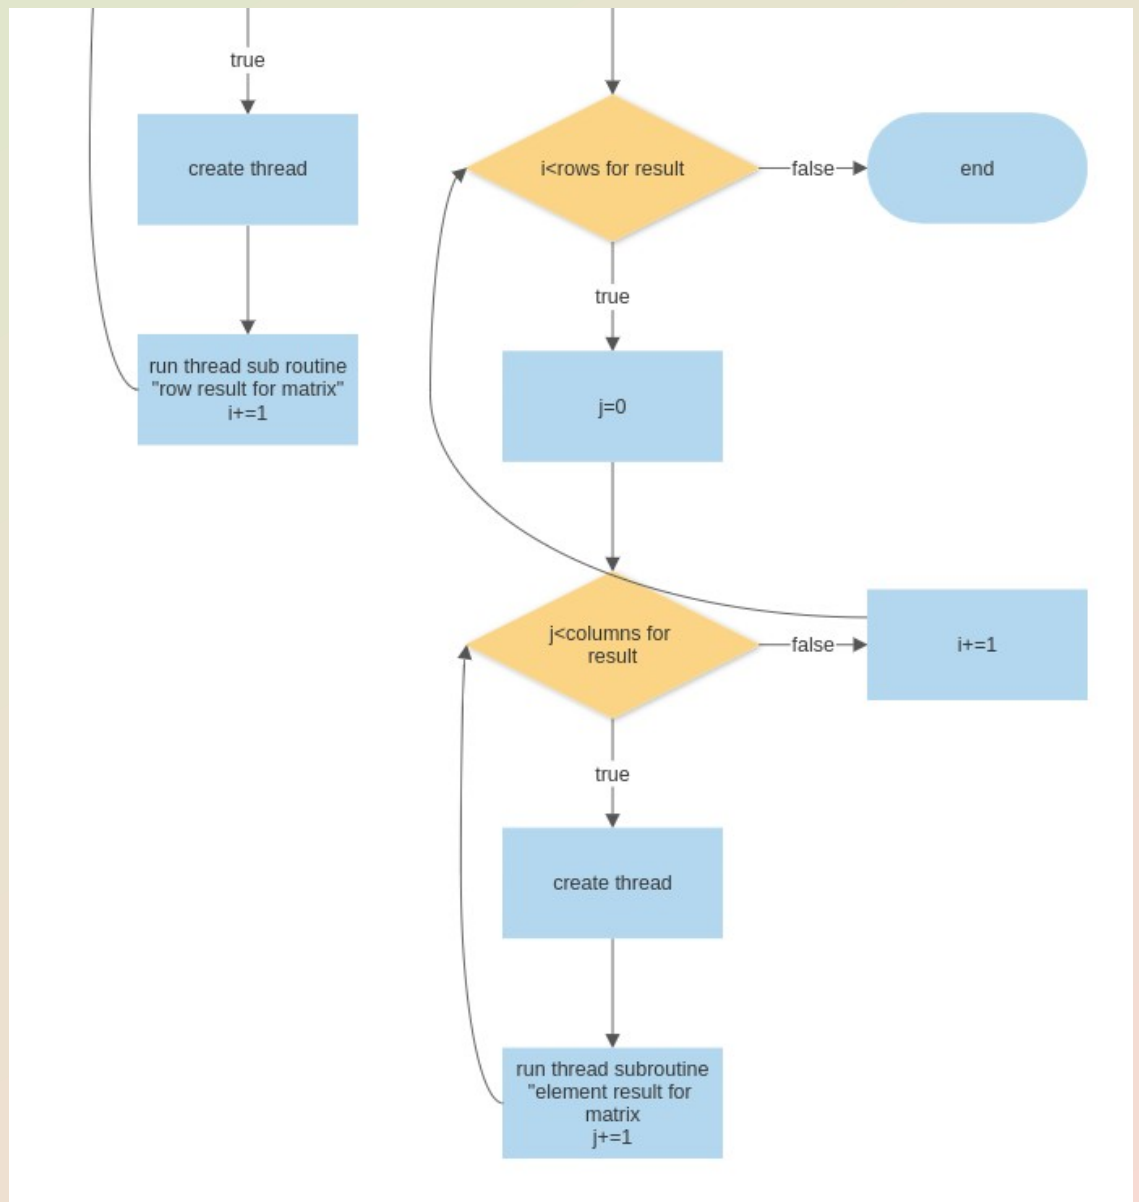 true
create thread
run thread sub routine
"row result for matrix"
i+=1
i<rows for result
false
end
true
j=0
j<columns for
result
false
i+=1
true
create thread
run thread subroutine
"element result for
matrix
j+=1